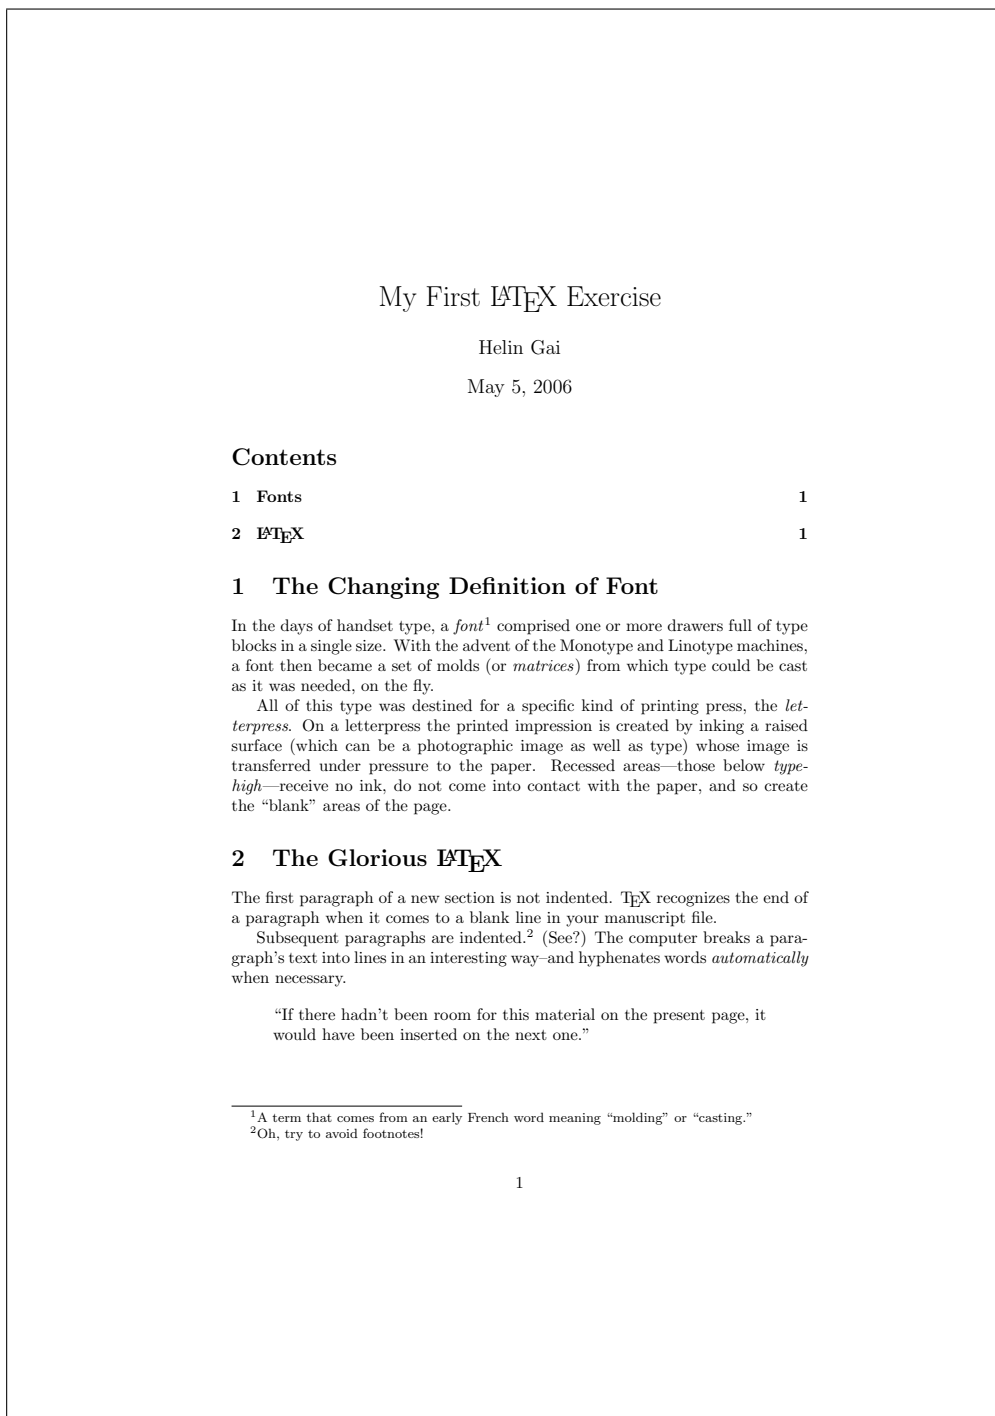 My First LATEX Exercise
Helin Gai
May 5, 2006
Contents
1 Fonts 1
2 LATEX 1
1 The Changing Definition of Font
In the days of handset type, a font1 comprised one or more drawers full of type
blocks in a single size. With the advent of the Monotype and Linotype machines,
a font then became a set of molds (or matrices) from which type could be cast
as it was needed, on the fly.
All of this type was destined for a specific kind of printing press, the let-
terpress. On a letterpress the printed impression is created by inking a raised
surface (which can be a photographic image as well as type) whose image is
transferred under pressure to the paper. Recessed areas—those below type-
high—receive no ink, do not come into contact with the paper, and so create
the “blank” areas of the page.
2 The Glorious LATEX
The first paragraph of a new section is not indented. TEX recognizes the end of
a paragraph when it comes to a blank line in your manuscript file.
Subsequent paragraphs are indented.2 (See?) The computer breaks a para-
graph’s text into lines in an interesting way–and hyphenates words automatically
when necessary.
“If there hadn’t been room for this material on the present page, it
would have been inserted on the next one.”
1A term that comes from an early French word meaning “molding” or “casting.”
2Oh, try to avoid footnotes!
1